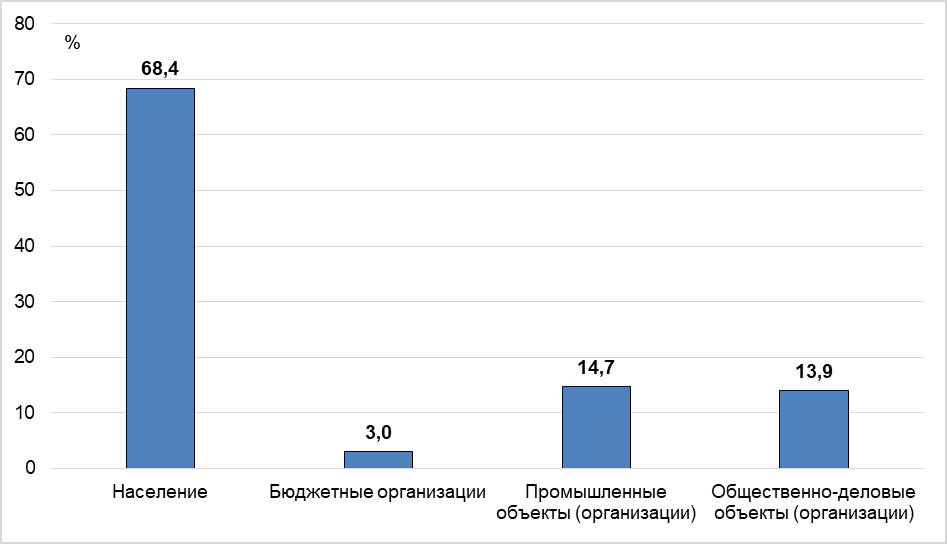 80
%
70
60
50
40
30
20
10
0
68,4
3,0
14,7
13,9
Население
Бюджетные организации
Промышленные
объекты (организации)
Общественно-деловые
объекты (организации)